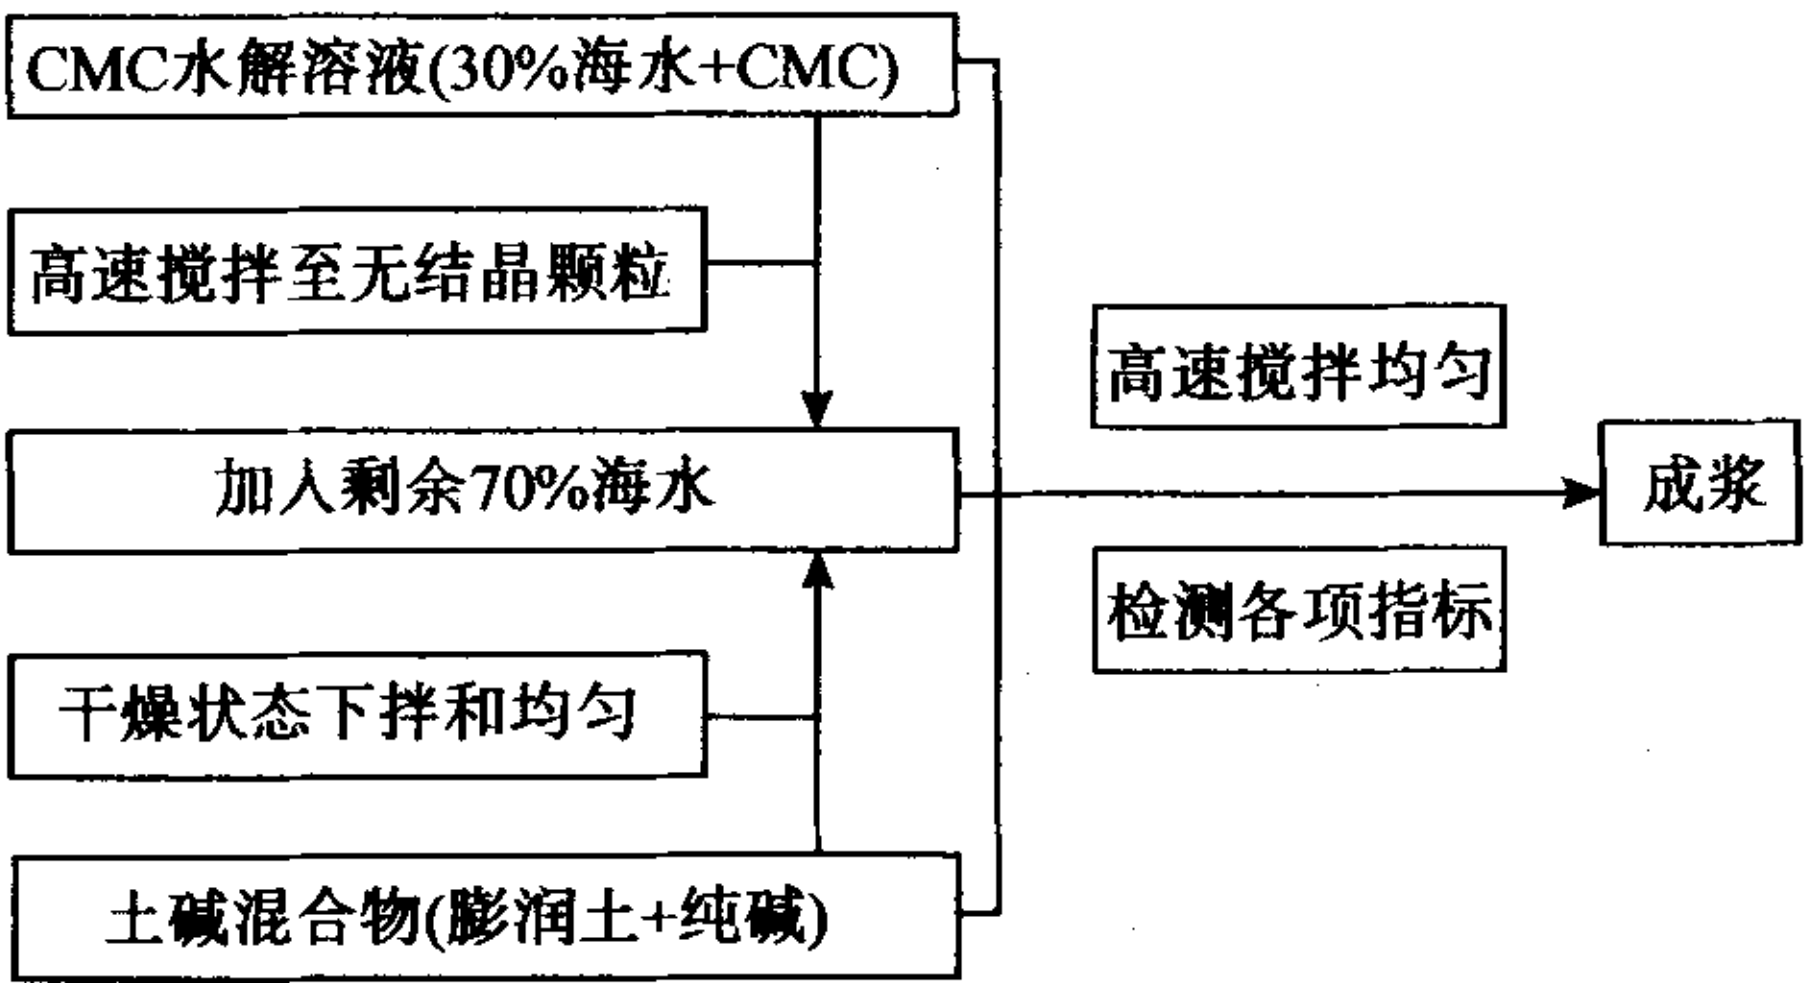 CMC水解溶液(30%海水+CMC)
高速搅拌至无结晶颗粒
加入剩余70%海水
干燥状态下拌和均匀
土碱混合物(膨润土+纯碱)
高速搅拌均匀
检测各项指标
成浆